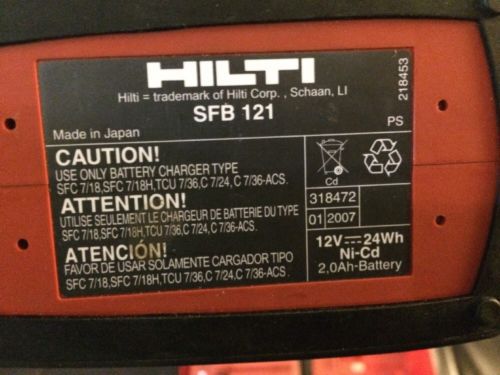 HILTI
Hilti = trademark of Hilti Corp. , Schaan, LI
SFB 121
218453
PS
Made in Japan
CAUTION!
USE ONLY BATTERY CHARGER TYPE
SFC 7/18,SFC 7/18H,TCU 7/36,C 7/24, C 7/36-ACS.
ATTENTION!
UTILISE SEULEMENT LE CHARGEUR DE BATTERIE DU TYPE
SFC 7/18,SFC 7/18H,TCU 7/36,C 7/24, C 7/36-ACS.
ATENCIÓN!
FAVOR DE USAR SOLAMENTE CARGADOR TIPO
SFC 7/18,SFC 7/18H,TCU 7/36,C 7/24,C 7/36-ACS.
Cd
318472
01 2007
12V 24Wh
Ni-Cd
2,0Ah-Battery